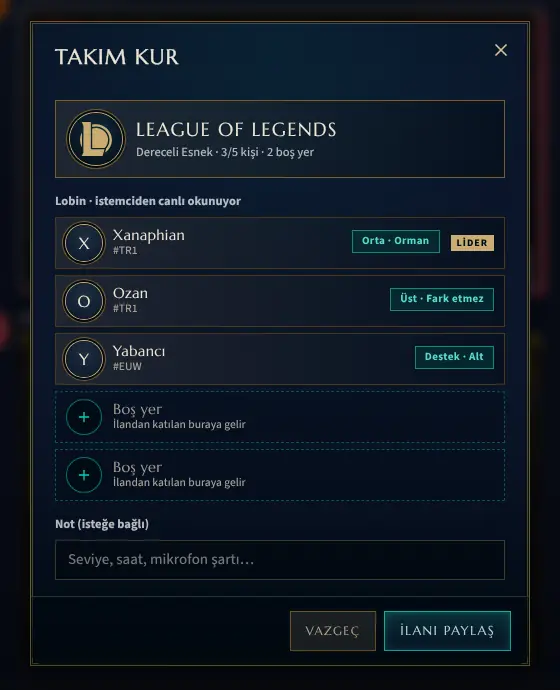 TAKIM KUR
LEAGUE OF LEGENDS
Dereceli Esnek · 3/5 kişi · 2 boş yer
Lobin · istemciden canlı okunuyor
X
Xanaphian
#TR1
Orta · Orman
LİDER
O
Ozan
#TR1
Üst · Fark etmez
Y
Yabancı
#EUW
Destek · Alt
Boş yer
İlandan katılan buraya gelir
Boş yer
İlandan katılan buraya gelir
Not (isteğe bağlı)
Seviye, saat, mikrofon şartı…
VAZGEÇ
İLANI PAYLAŞ